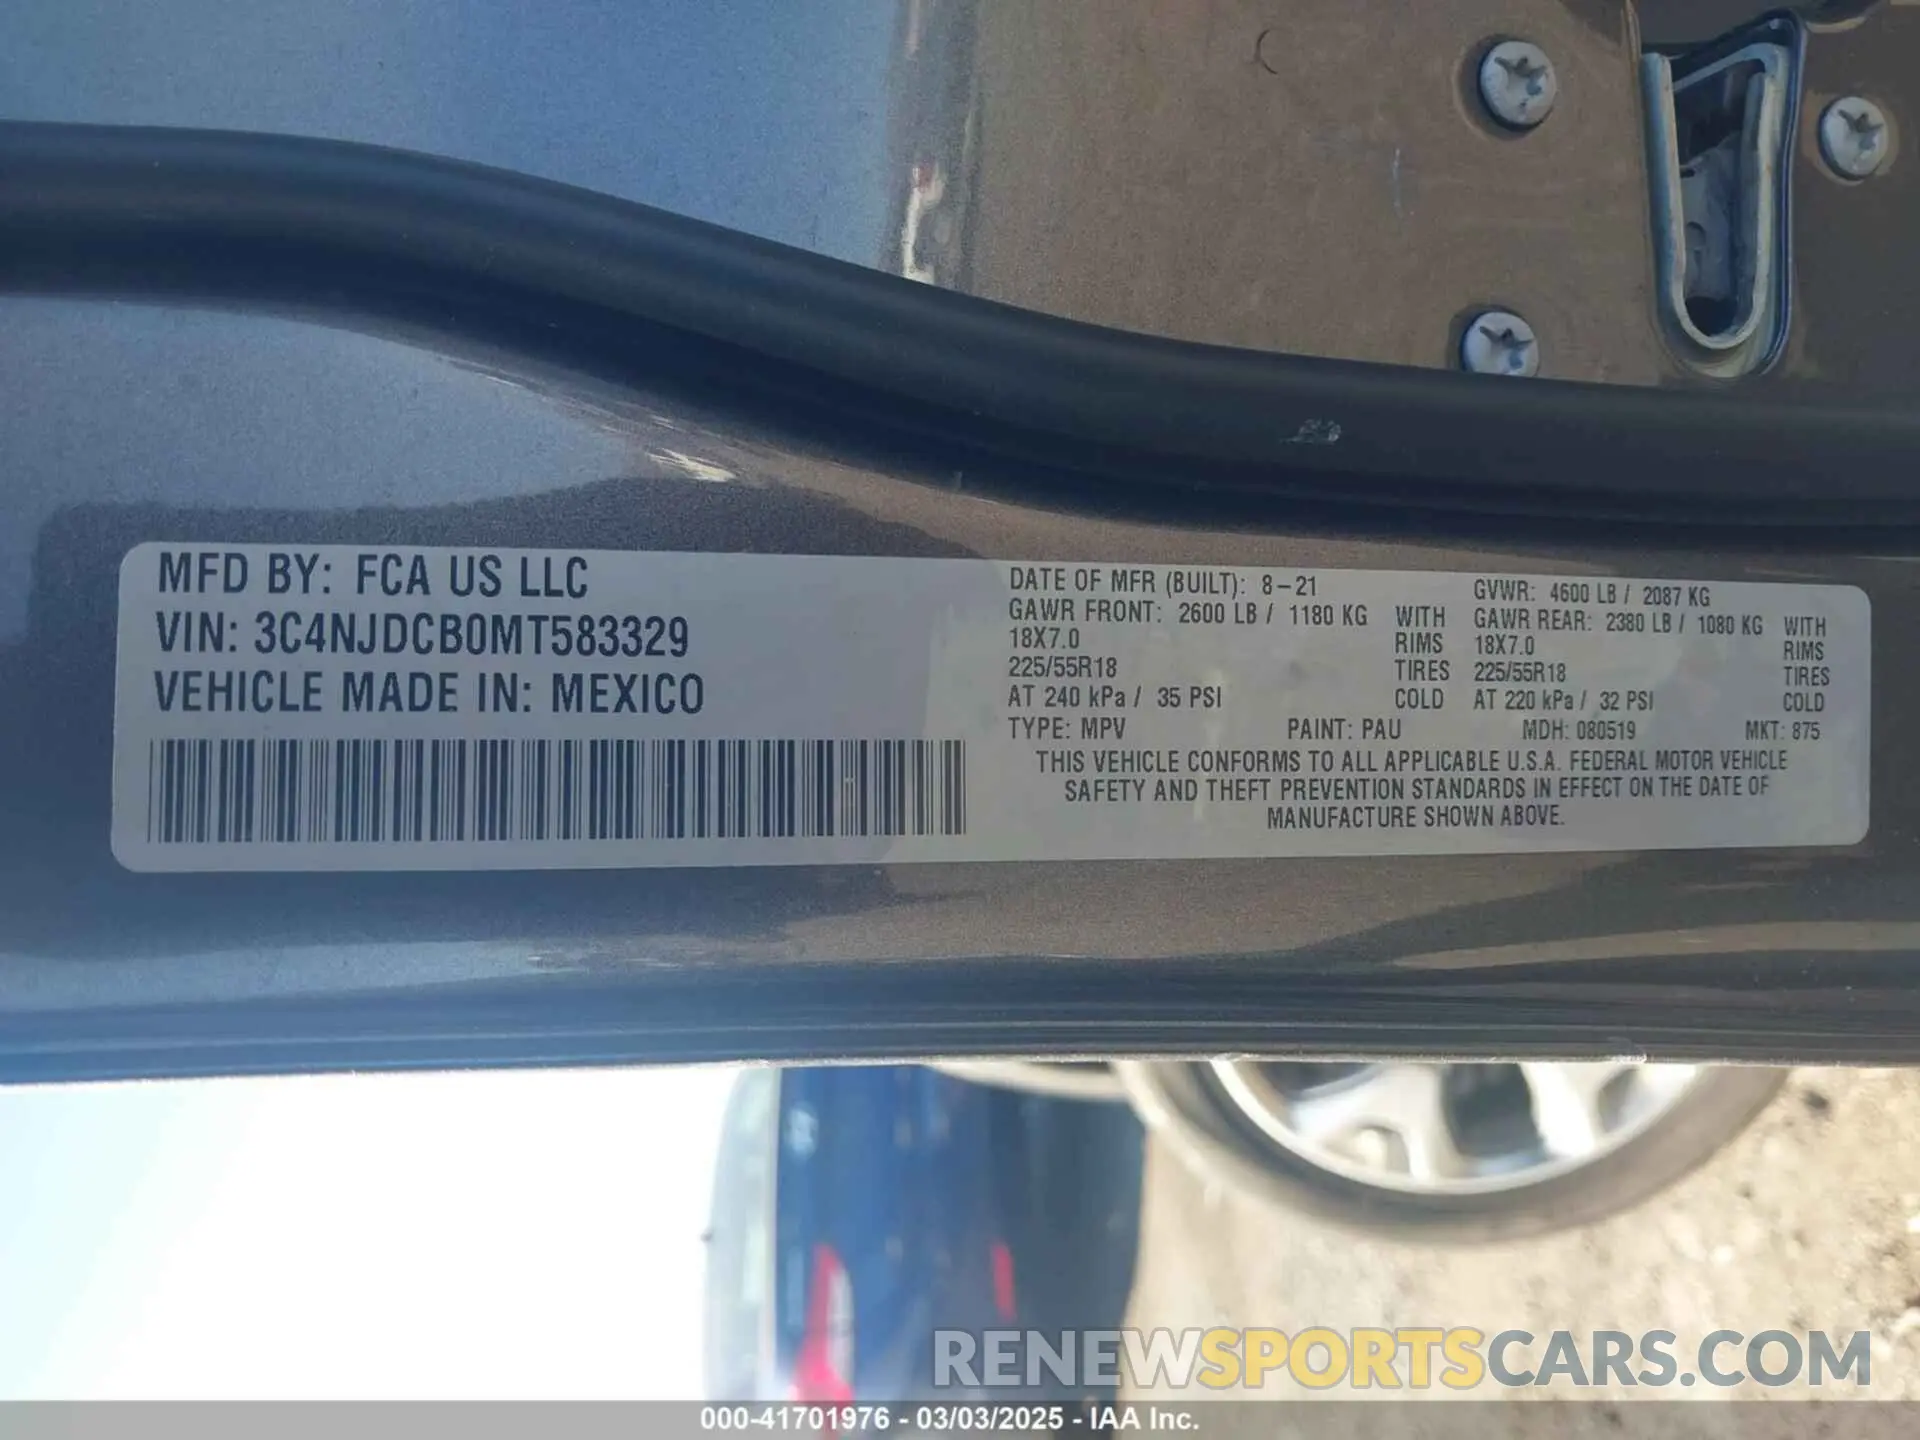 MFD BY: FCA US LLC
VIN: 3C4NJDCB0MT583329
VEHICLE MADE IN: MEXICO
DATE OF MFR (BUILT): 8-21
GAWR FRONT: 2600 LB / 1180 KG WITH
18X7.0 RIMS
225/55R18 TIRES
AT 240 kPa / 35 PSI COLD
GVWR: 4600 LB / 2087 KG
GAWR REAR: 2380 LB / 1080 KG WITH
18X7.0 RIMS
225/55R18 TIRES
AT 220 kPa / 32 PSI COLD
TYPE: MPV PAINT: PAU MDH: 080519 MKT: 875
THIS VEHICLE CONFORMS TO ALL APPLICABLE U.S.A. FEDERAL MOTOR VEHICLE
SAFETY AND THEFT PREVENTION STANDARDS IN EFFECT ON THE DATE OF
MANUFACTURE SHOWN ABOVE.
RENEWSPORTSCARS.COM
000-41701976 - 03/03/2025 - IAA Inc.